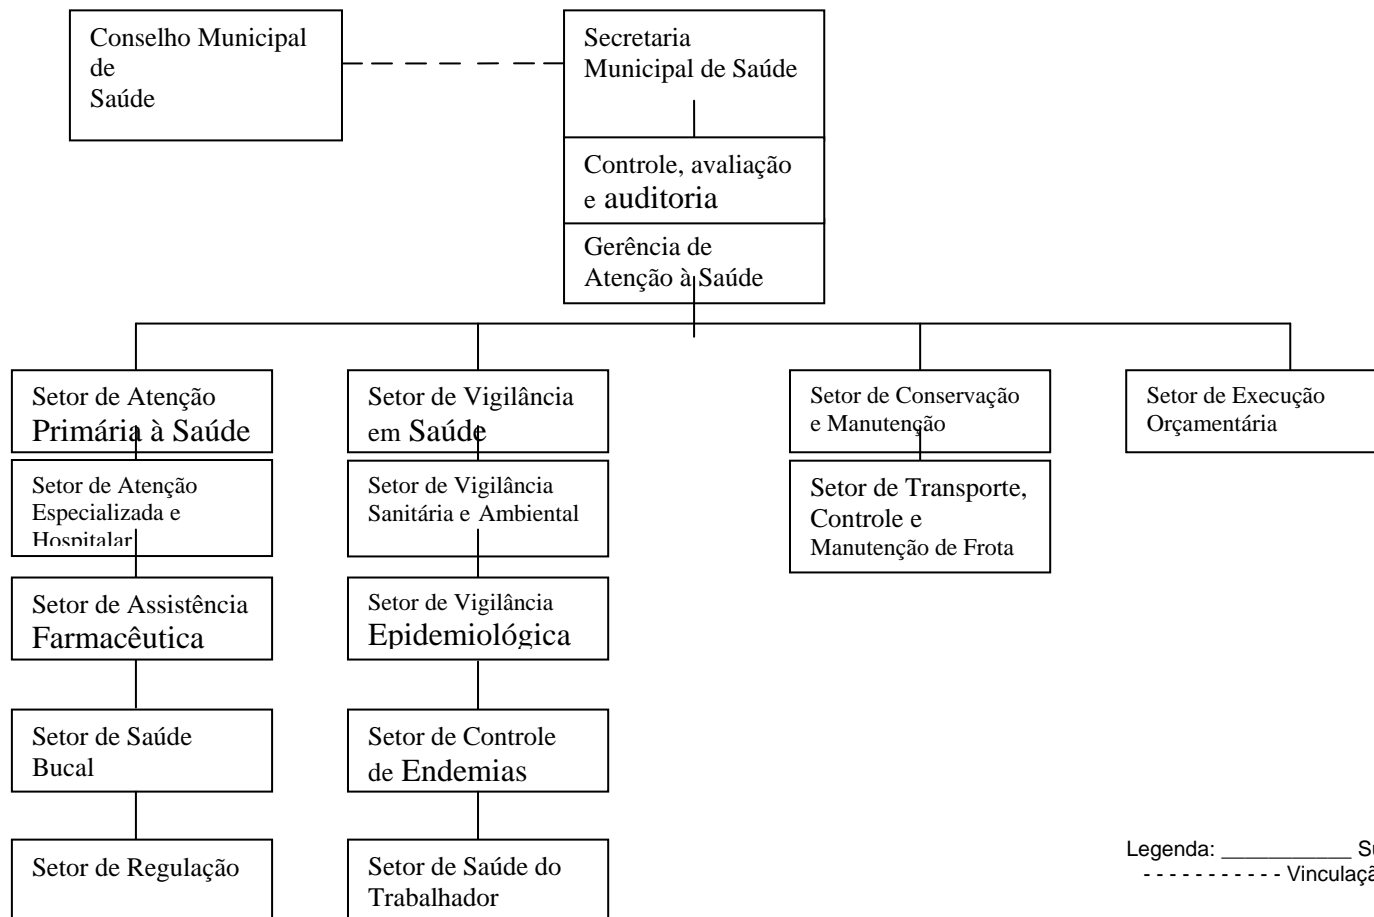 Conselho Municipal
de
Saúde
Secretaria
Municipal de Saúde
Controle, avaliação
e auditoria
Gerência de
Atenção à Saúde
Setor de Atenção
Primária à Saúde
Setor de Vigilância
em Saúde
Setor de Conservação
e Manutenção
Setor de Execução
Orçamentária
Setor de Atenção
Especializada e
Hospitalar
Setor de Vigilância
Sanitária e Ambiental
Setor de Transporte,
Controle e
Manutenção de Frota
Setor de Assistência
Farmacêutica
Setor de Vigilância
Epidemiológica
Setor de Saúde
Bucal
Setor de Controle
de Endemias
Setor de Regulação
Setor de Saúde do
Trabalhador
Legenda: ___________ Su
- - - - - - - - - - - Vinculaçã